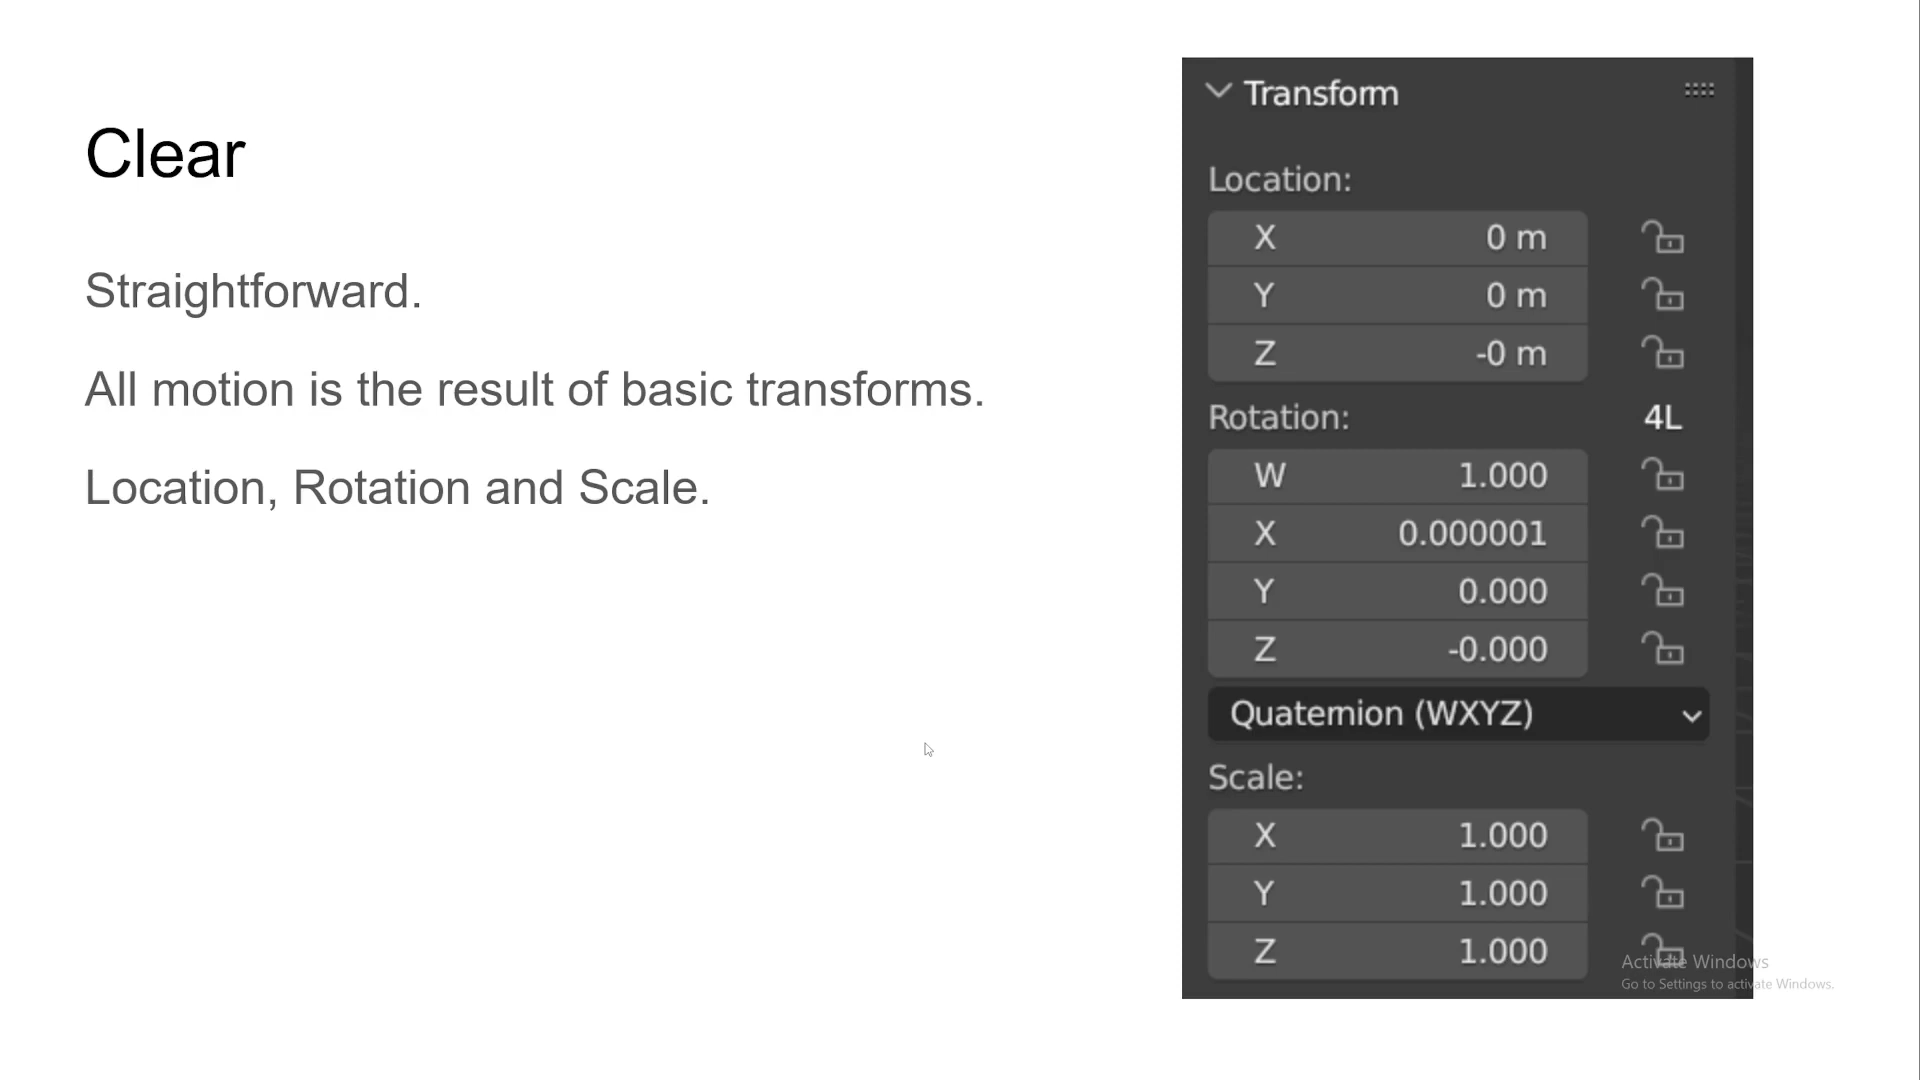 Clear
Straightforward.
All motion is the result of basic transforms.
Location, Rotation and Scale.
Transform
Location:
X 0 m
Y 0 m
Z -0 m
Rotation: 4L
W 1.000
X 0.000001
Y 0.000
Z -0.000
Quaternion (WXYZ)
Scale:
X 1.000
Y 1.000
Z 1.000
Activate Windows
Go to Settings to activate Windows.